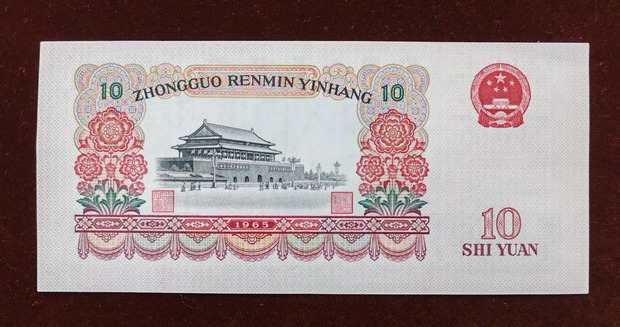 10 ZHONGGUO RENMIN YINHANG 10
1965
10
SHI YUAN